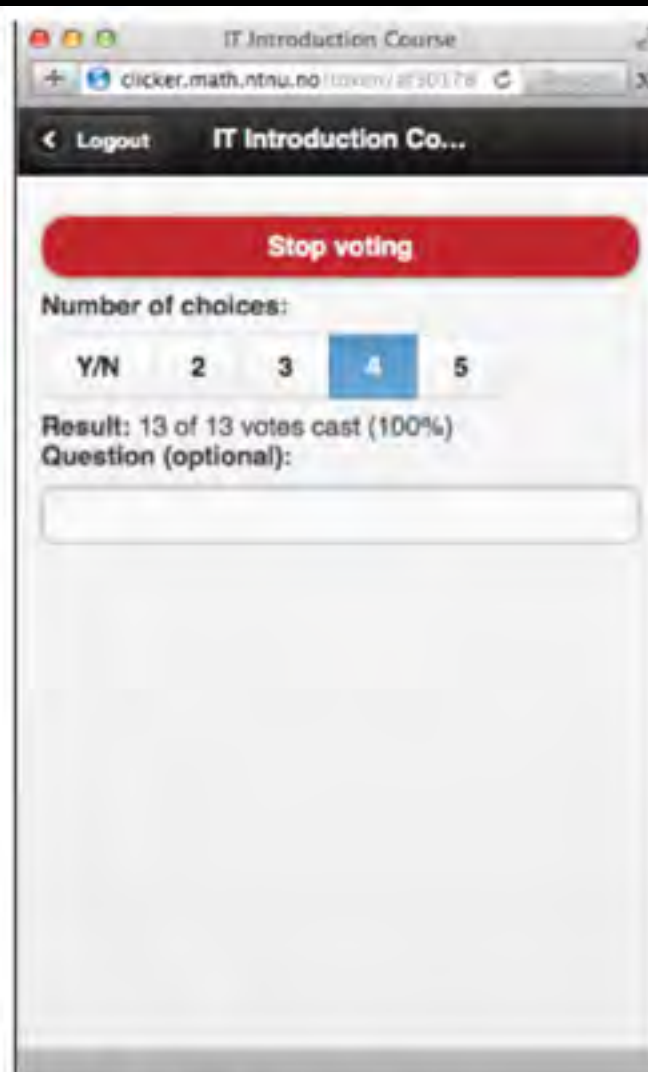 IT Introduction Course
clicker.math.ntnu.no
Logout IT Introduction Co...
Stop voting
Number of choices:
Y/N 2 3 4 5
Result: 13 of 13 votes cast (100%)
Question (optional):